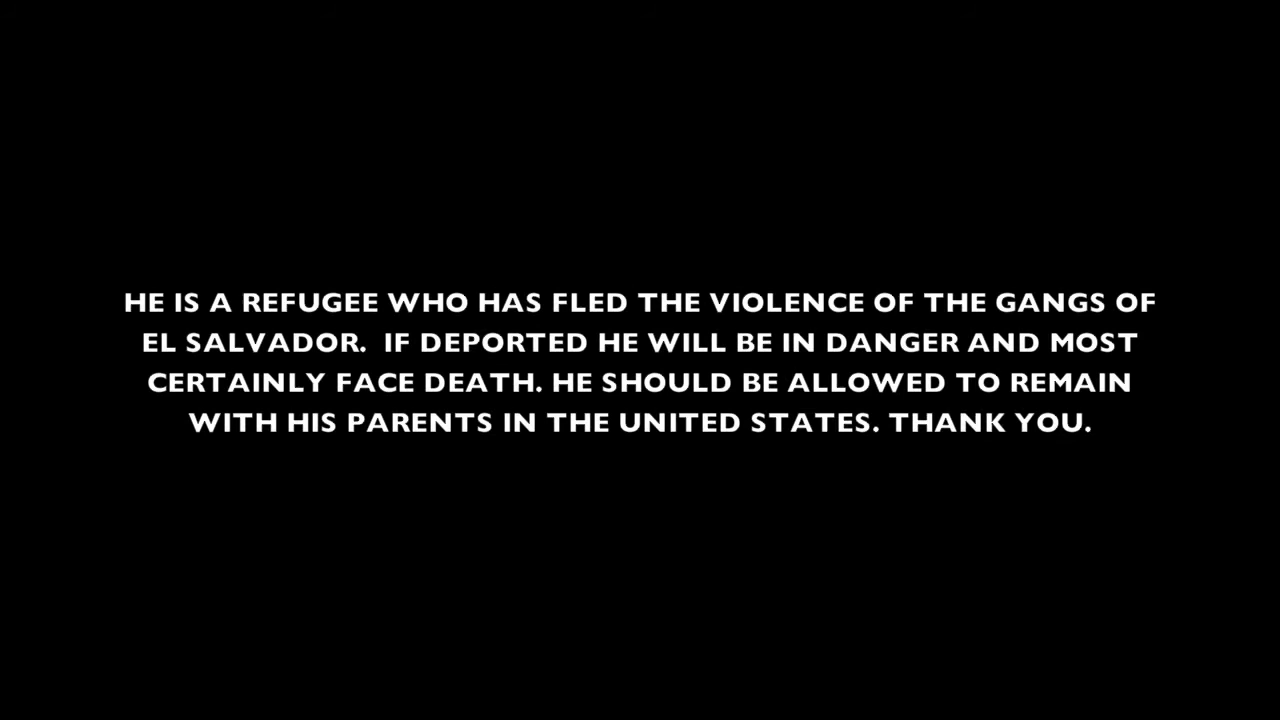 HE IS A REFUGEE WHO HAS FLED THE VIOLENCE OF THE GANGS OF
EL SALVADOR.  IF DEPORTED HE WILL BE IN DANGER AND MOST
CERTAINLY FACE DEATH. HE SHOULD BE ALLOWED TO REMAIN
WITH HIS PARENTS IN THE UNITED STATES. THANK YOU.